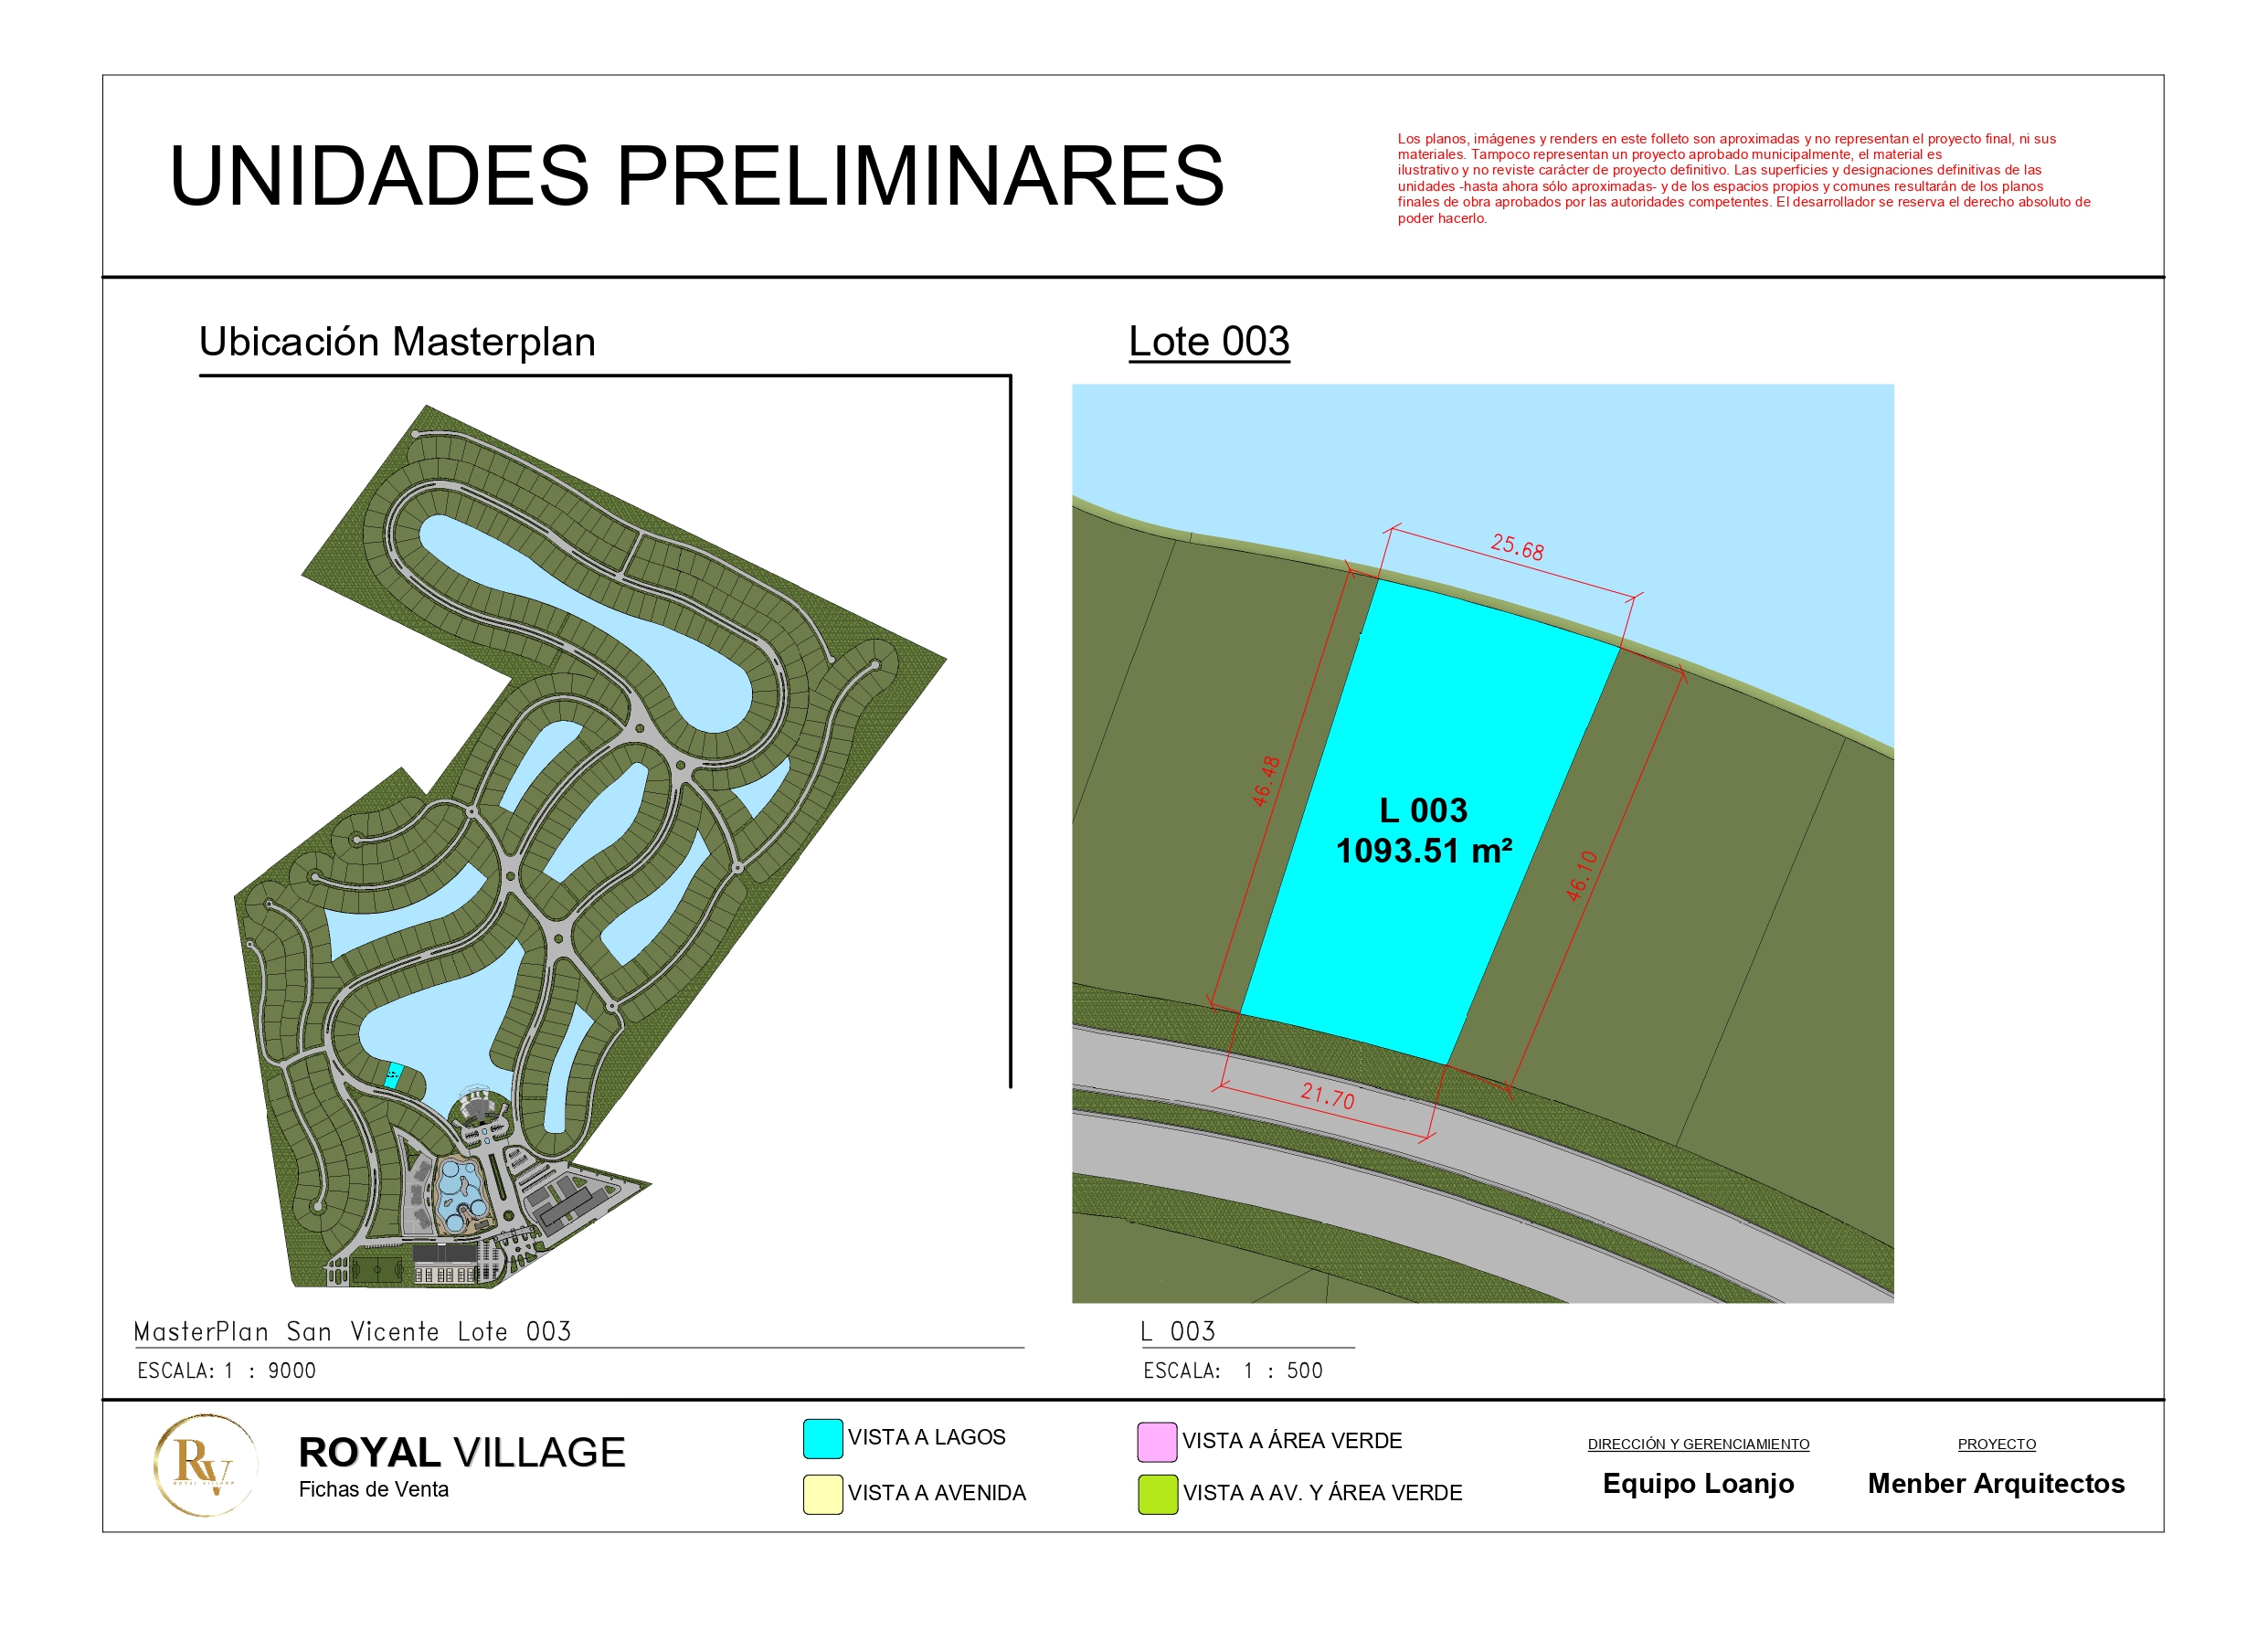 UNIDADES PRELIMINARES
Los planos, imágenes y renders en este folleto son aproximadas y no representan el proyecto final, ni sus
materiales. Tampoco representan un proyecto aprobado municipalmente, el material es
ilustrativo y no reviste carácter de proyecto definitivo. Las superficies y designaciones definitivas de las
unidades -hasta ahora sólo aproximadas- y de los espacios propios y comunes resultarán de los planos
finales de obra aprobados por las autoridades competentes. El desarrollador se reserva el derecho absoluto de
poder hacerlo.
Ubicación Masterplan
Lote 003
25.68
46.48
L 003
1093.51 m²
46.10
21.70
MasterPlan San Vicente Lote 003
ESCALA: 1 : 9000
L 003
ESCALA: 1 : 500
RV
ROYAL VILLAGE
ROYAL VILLAGE
Fichas de Venta
VISTA A LAGOS
VISTA A AVENIDA
VISTA A ÁREA VERDE
VISTA A AV. Y ÁREA VERDE
DIRECCIÓN Y GERENCIAMIENTO
Equipo Loanjo
PROYECTO
Menber Arquitectos